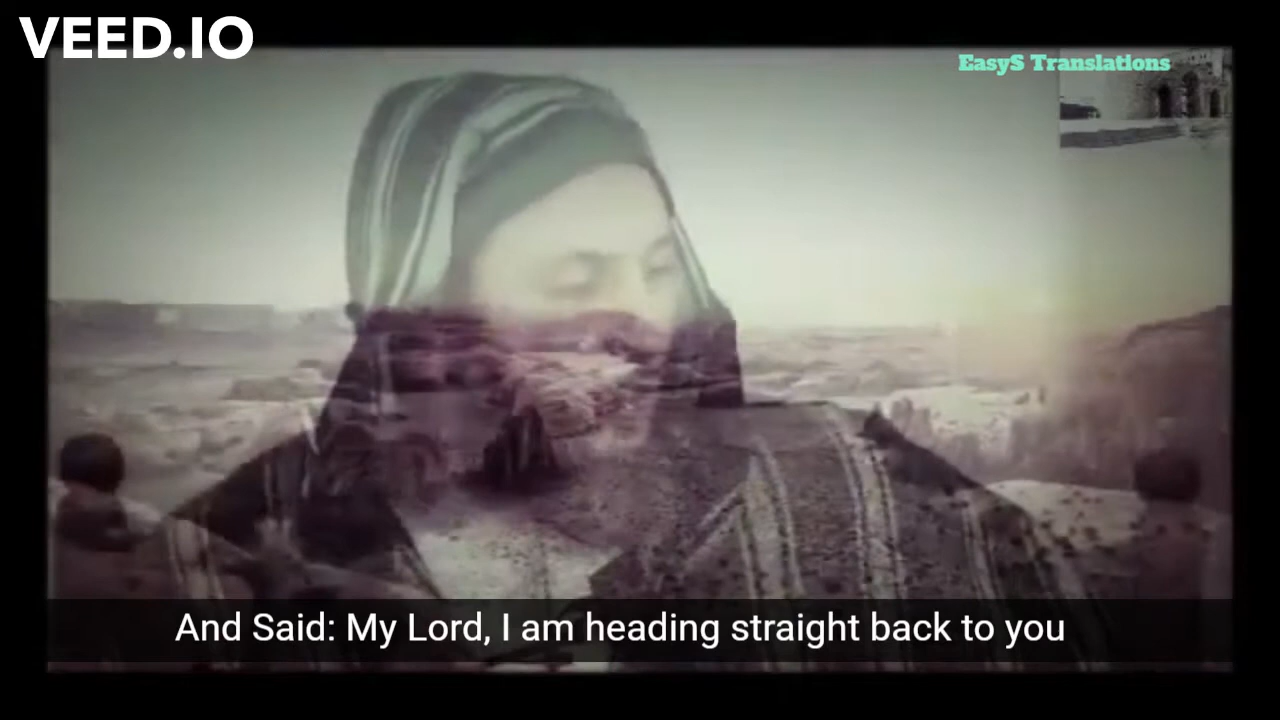 VEED.IO
EasyS Translations
And Said: My Lord, I am heading straight back to you